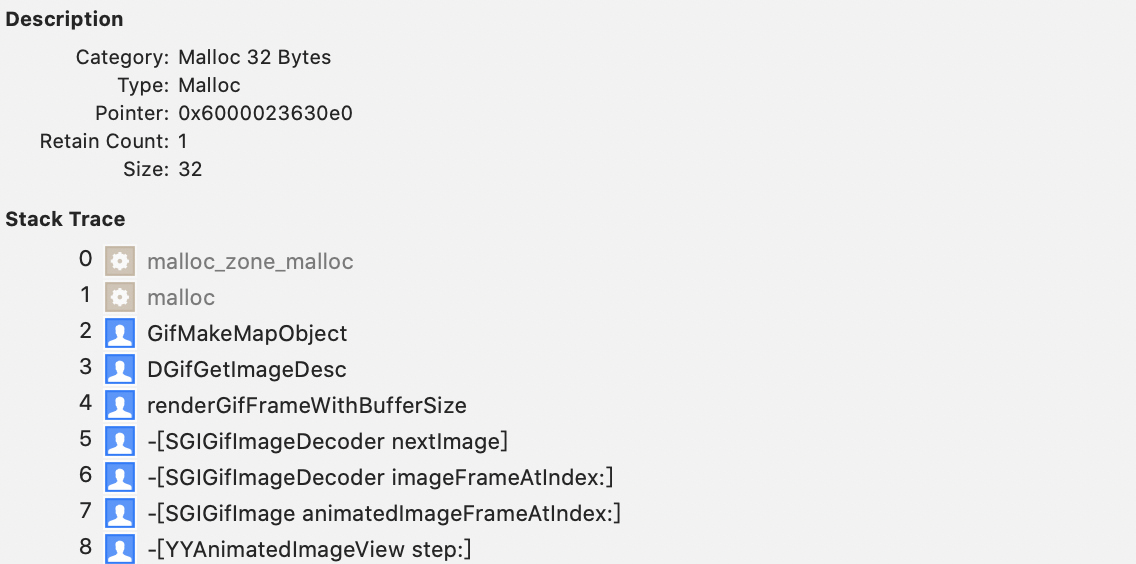 Description
Category: Malloc 32 Bytes
Type: Malloc
Pointer: 0x6000023630e0
Retain Count: 1
Size: 32
Stack Trace
0 malloc_zone_malloc
1 malloc
2 GifMakeMapObject
3 DGifGetImageDesc
4 renderGifFrameWithBufferSize
5 -[SGIGifImageDecoder nextImage]
6 -[SGIGifImageDecoder imageFrameAtIndex:]
7 -[SGIGifImage animatedImageFrameAtIndex:]
8 -[YYAnimatedImageView step:]